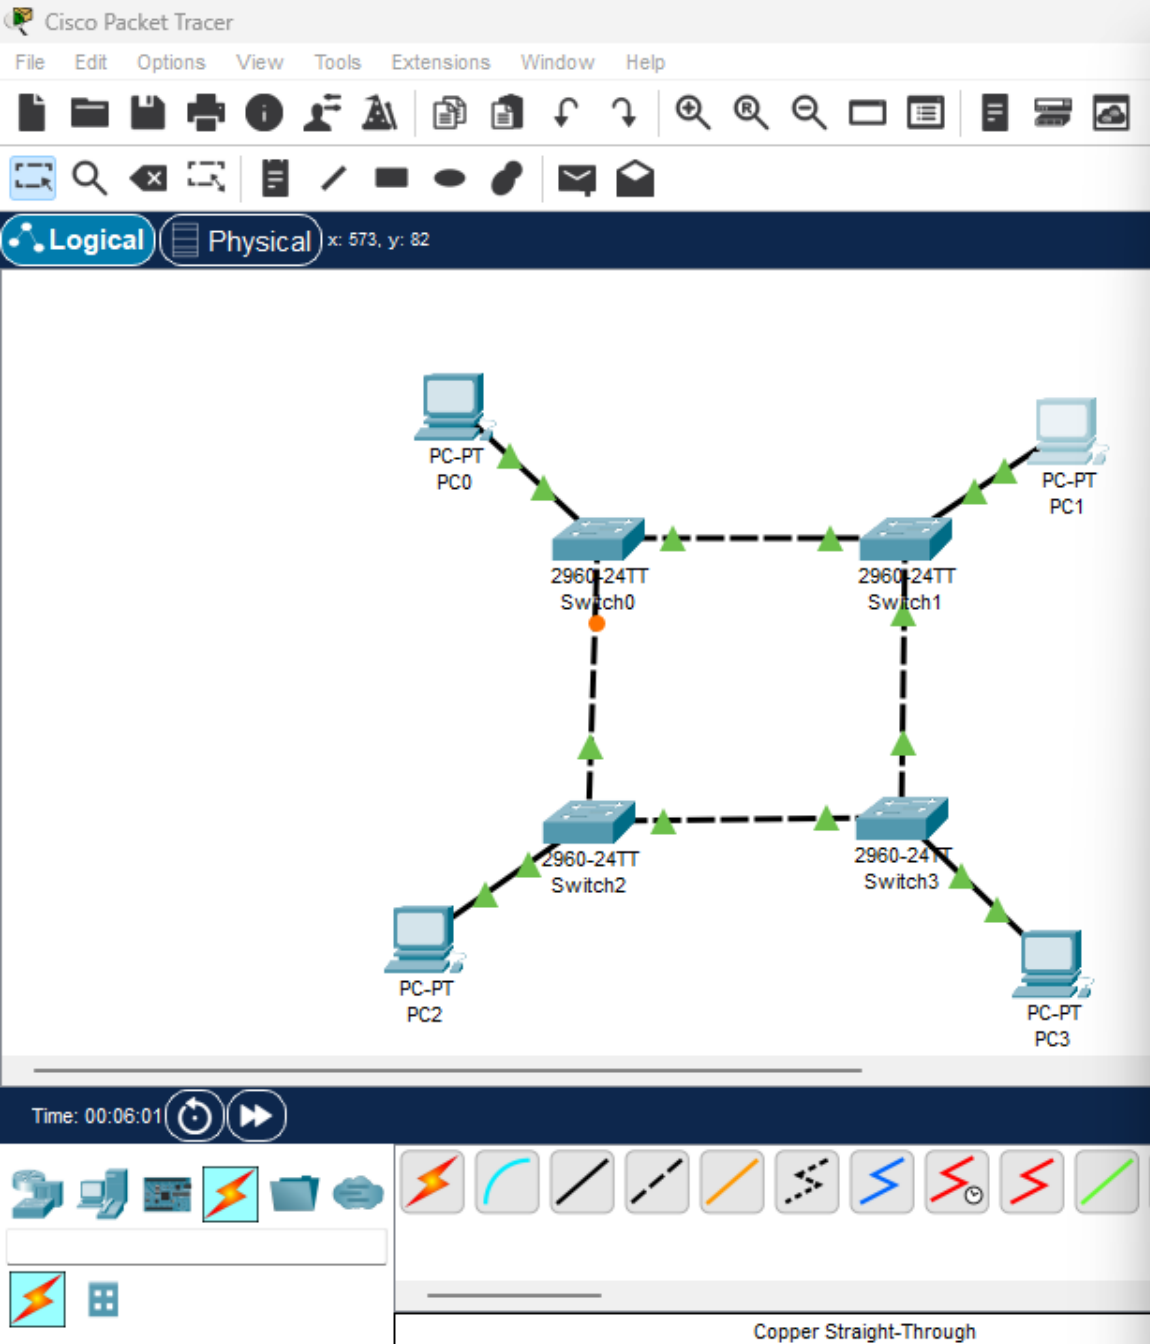 Cisco Packet Tracer
File Edit Options View Tools Extensions Window Help
Logical Physical x: 573, y: 82
PC-PT
PC0
PC-PT
PC1
2960-24TT
Switch0
2960-24TT
Switch1
2960-24TT
Switch2
2960-24TT
Switch3
PC-PT
PC2
PC-PT
PC3
Time: 00:06:01
Copper Straight-Through